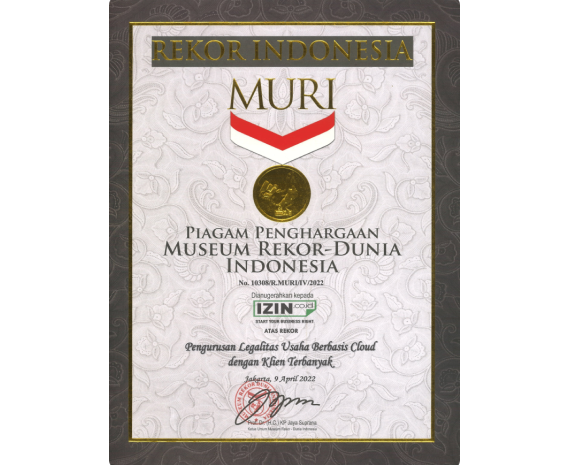 REKOR INDONESIA
MURI
PIAGAM PENGHARGAAN
MUSEUM REKOR-DUNIA
INDONESIA
No. 10308/R.MURI/IV/2022
Dianugerahkan kepada
IZIN.co.id
START YOUR BUSINESS RIGHT
ATAS REKOR
Pengurusan Legalitas Usaha Berbasis Cloud
dengan Klien Terbanyak
Jakarta, 9 April 2022
Prof. Dr. (H.C.) KP Jaya Suprana